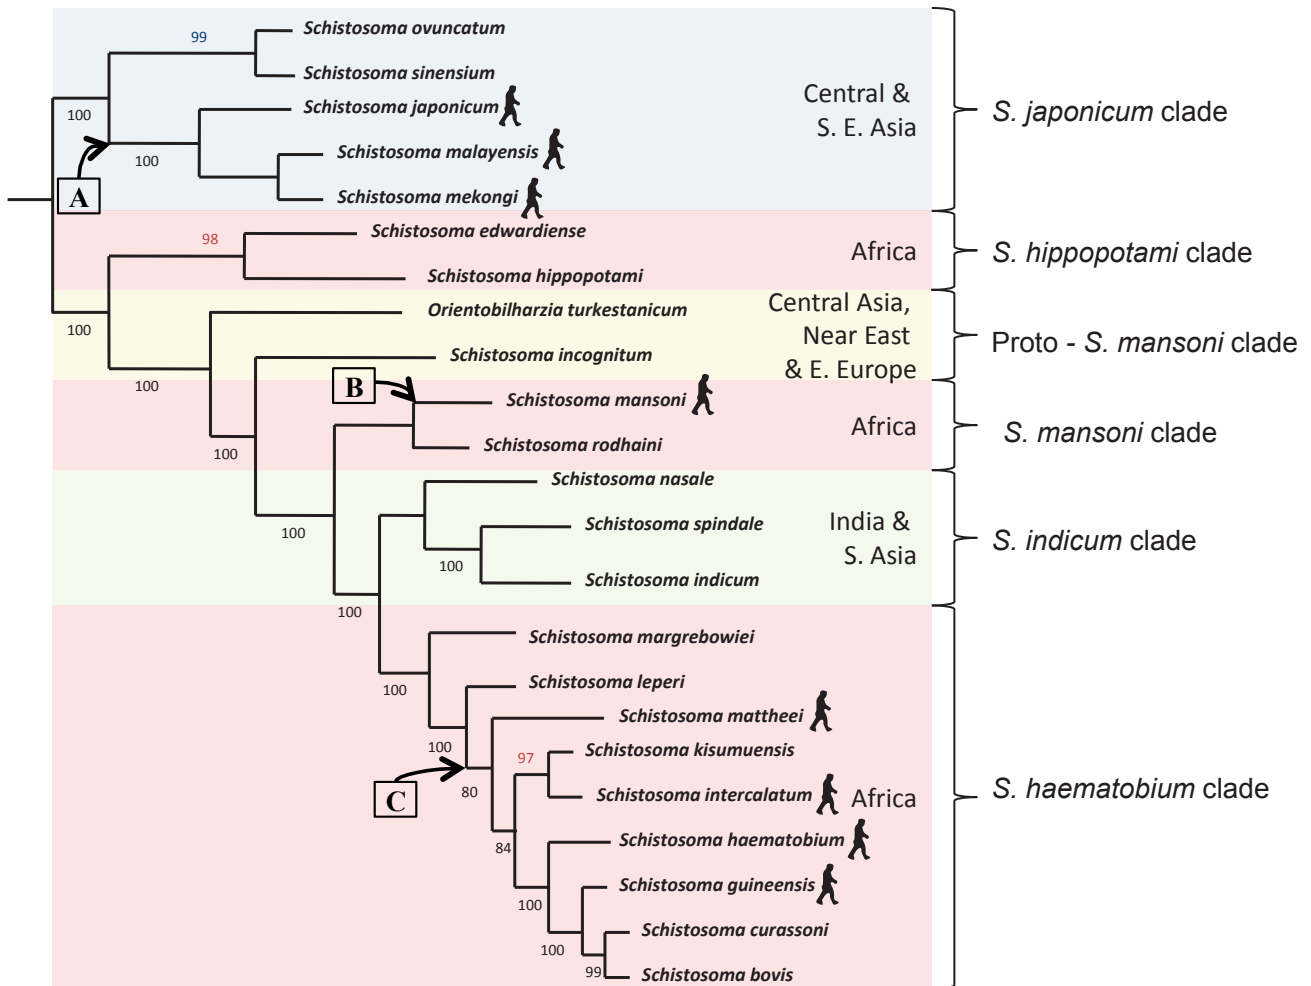 99
Schistosoma ovuncatum
Schistosoma sinensium
100
Schistosoma japonicum
Central &
S. E. Asia
S. japonicum clade
A
100
Schistosoma malayensis
Schistosoma mekongi
98
Schistosoma edwardiense
Africa
S. hippopotami clade
Schistosoma hippopotami
100
Orientobilharzia turkestanicum
Central Asia,
Near East
& E. Europe
Proto - S. mansoni clade
100
Schistosoma incognitum
B
Schistosoma mansoni
Africa
S. mansoni clade
100
Schistosoma rodhaini
Schistosoma nasale
100
Schistosoma spindale
India &
S. Asia
S. indicum clade
100
Schistosoma indicum
100
Schistosoma margrebowiei
100
Schistosoma leperi
Schistosoma mattheei
100
97
Schistosoma kisumuensis
C
80
Schistosoma intercalatum
Africa
S. haematobium clade
84
Schistosoma haematobium
Schistosoma guineensis
100
Schistosoma curassoni
100
99
Schistosoma bovis